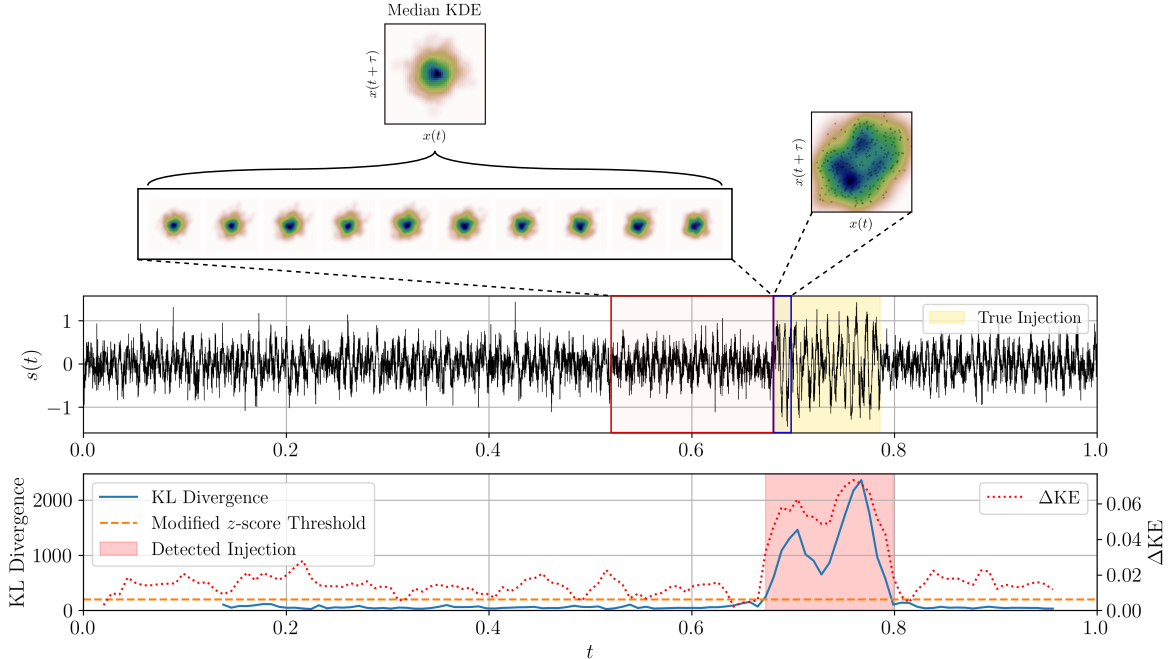 Median KDE
x(t + τ)
x(t)
x(t + τ)
x(t)
s(t)
1
0
−1
True Injection
0.0 0.2 0.4 0.6 0.8 1.0
KL Divergence
2000
1000
0
KL Divergence
Modified z-score Threshold
Detected Injection
ΔKE
0.06
0.04
0.02
0.00
ΔKE
0.0 0.2 0.4 0.6 0.8 1.0
t